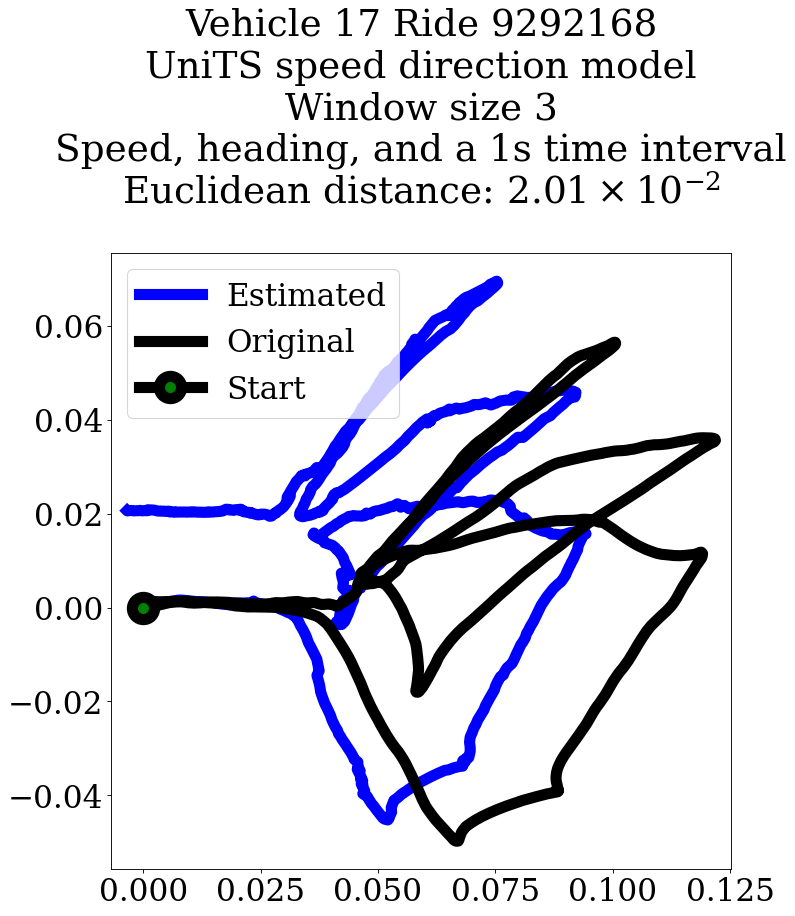 Vehicle 17 Ride 9292168
UniTS speed direction model
Window size 3
Speed, heading, and a 1s time interval
Euclidean distance: 2.01 × 10⁻²
Estimated
Original
Start
0.06
0.04
0.02
0.00
−0.02
−0.04
0.000 0.025 0.050 0.075 0.100 0.125